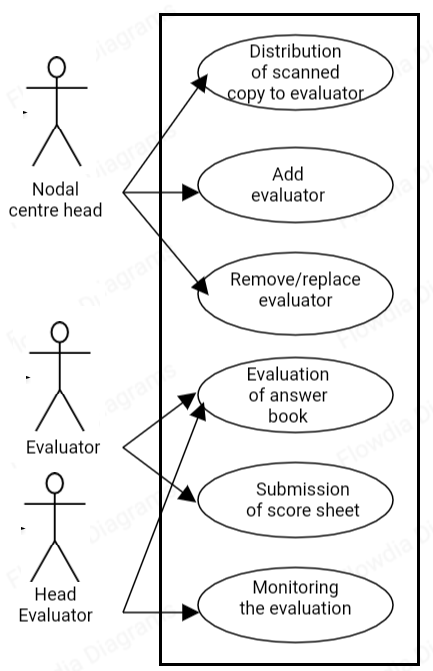 Distribution
of scanned
copy to evaluator
Nodal
centre head
Add
evaluator
Remove/replace
evaluator
Evaluation
of answer
book
Evaluator
Submission
of score sheet
Head
Evaluator
Monitoring
the evaluation